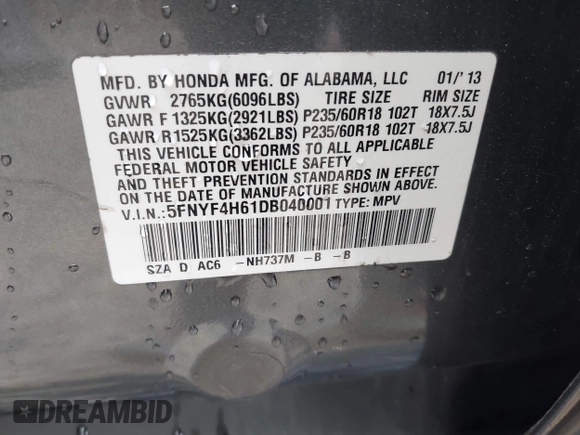 MFD. BY HONDA MFG. OF ALABAMA, LLC 01/'13
GVWR 2765KG(6096LBS) TIRE SIZE RIM SIZE
GAWR F 1325KG(2921LBS) P235/60R18 102T 18X7.5J
GAWR R1525KG(3362LBS) P235/60R18 102T 18X7.5J
THIS VEHICLE CONFORMS TO ALL APPLICABLE
FEDERAL MOTOR VEHICLE SAFETY
AND THEFT PREVENTION STANDARDS IN EFFECT
ON THE DATE OF MANUFACTURE SHOWN ABOVE.
V.I.N.: 5FNYF4H61DB040001 TYPE: MPV
SZA D AC6 -NH737M -B -B
DREAMBID